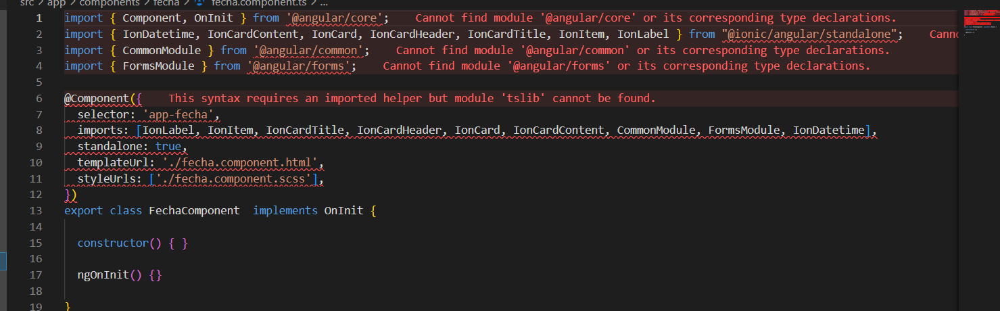 src > app > components > fecha > fecha.component.ts > ...
1 import { Component, OnInit } from '@angular/core'; Cannot find module '@angular/core' or its corresponding type declarations.
2 import { IonDatetime, IonCardContent, IonCard, IonCardHeader, IonCardTitle, IonItem, IonLabel } from "@ionic/angular/standalone"; Canno
3 import { CommonModule } from '@angular/common'; Cannot find module '@angular/common' or its corresponding type declarations.
4 import { FormsModule } from '@angular/forms'; Cannot find module '@angular/forms' or its corresponding type declarations.
5
6 @Component({ This syntax requires an imported helper but module 'tslib' cannot be found.
7 selector: 'app-fecha',
8 imports: [IonLabel, IonItem, IonCardTitle, IonCardHeader, IonCard, IonCardContent, CommonModule, FormsModule, IonDatetime],
9 standalone: true,
10 templateUrl: './fecha.component.html',
11 styleUrls: ['./fecha.component.scss'],
12 })
13 export class FechaComponent  implements OnInit {
14
15 constructor() { }
16
17 ngOnInit() {}
18
19 }